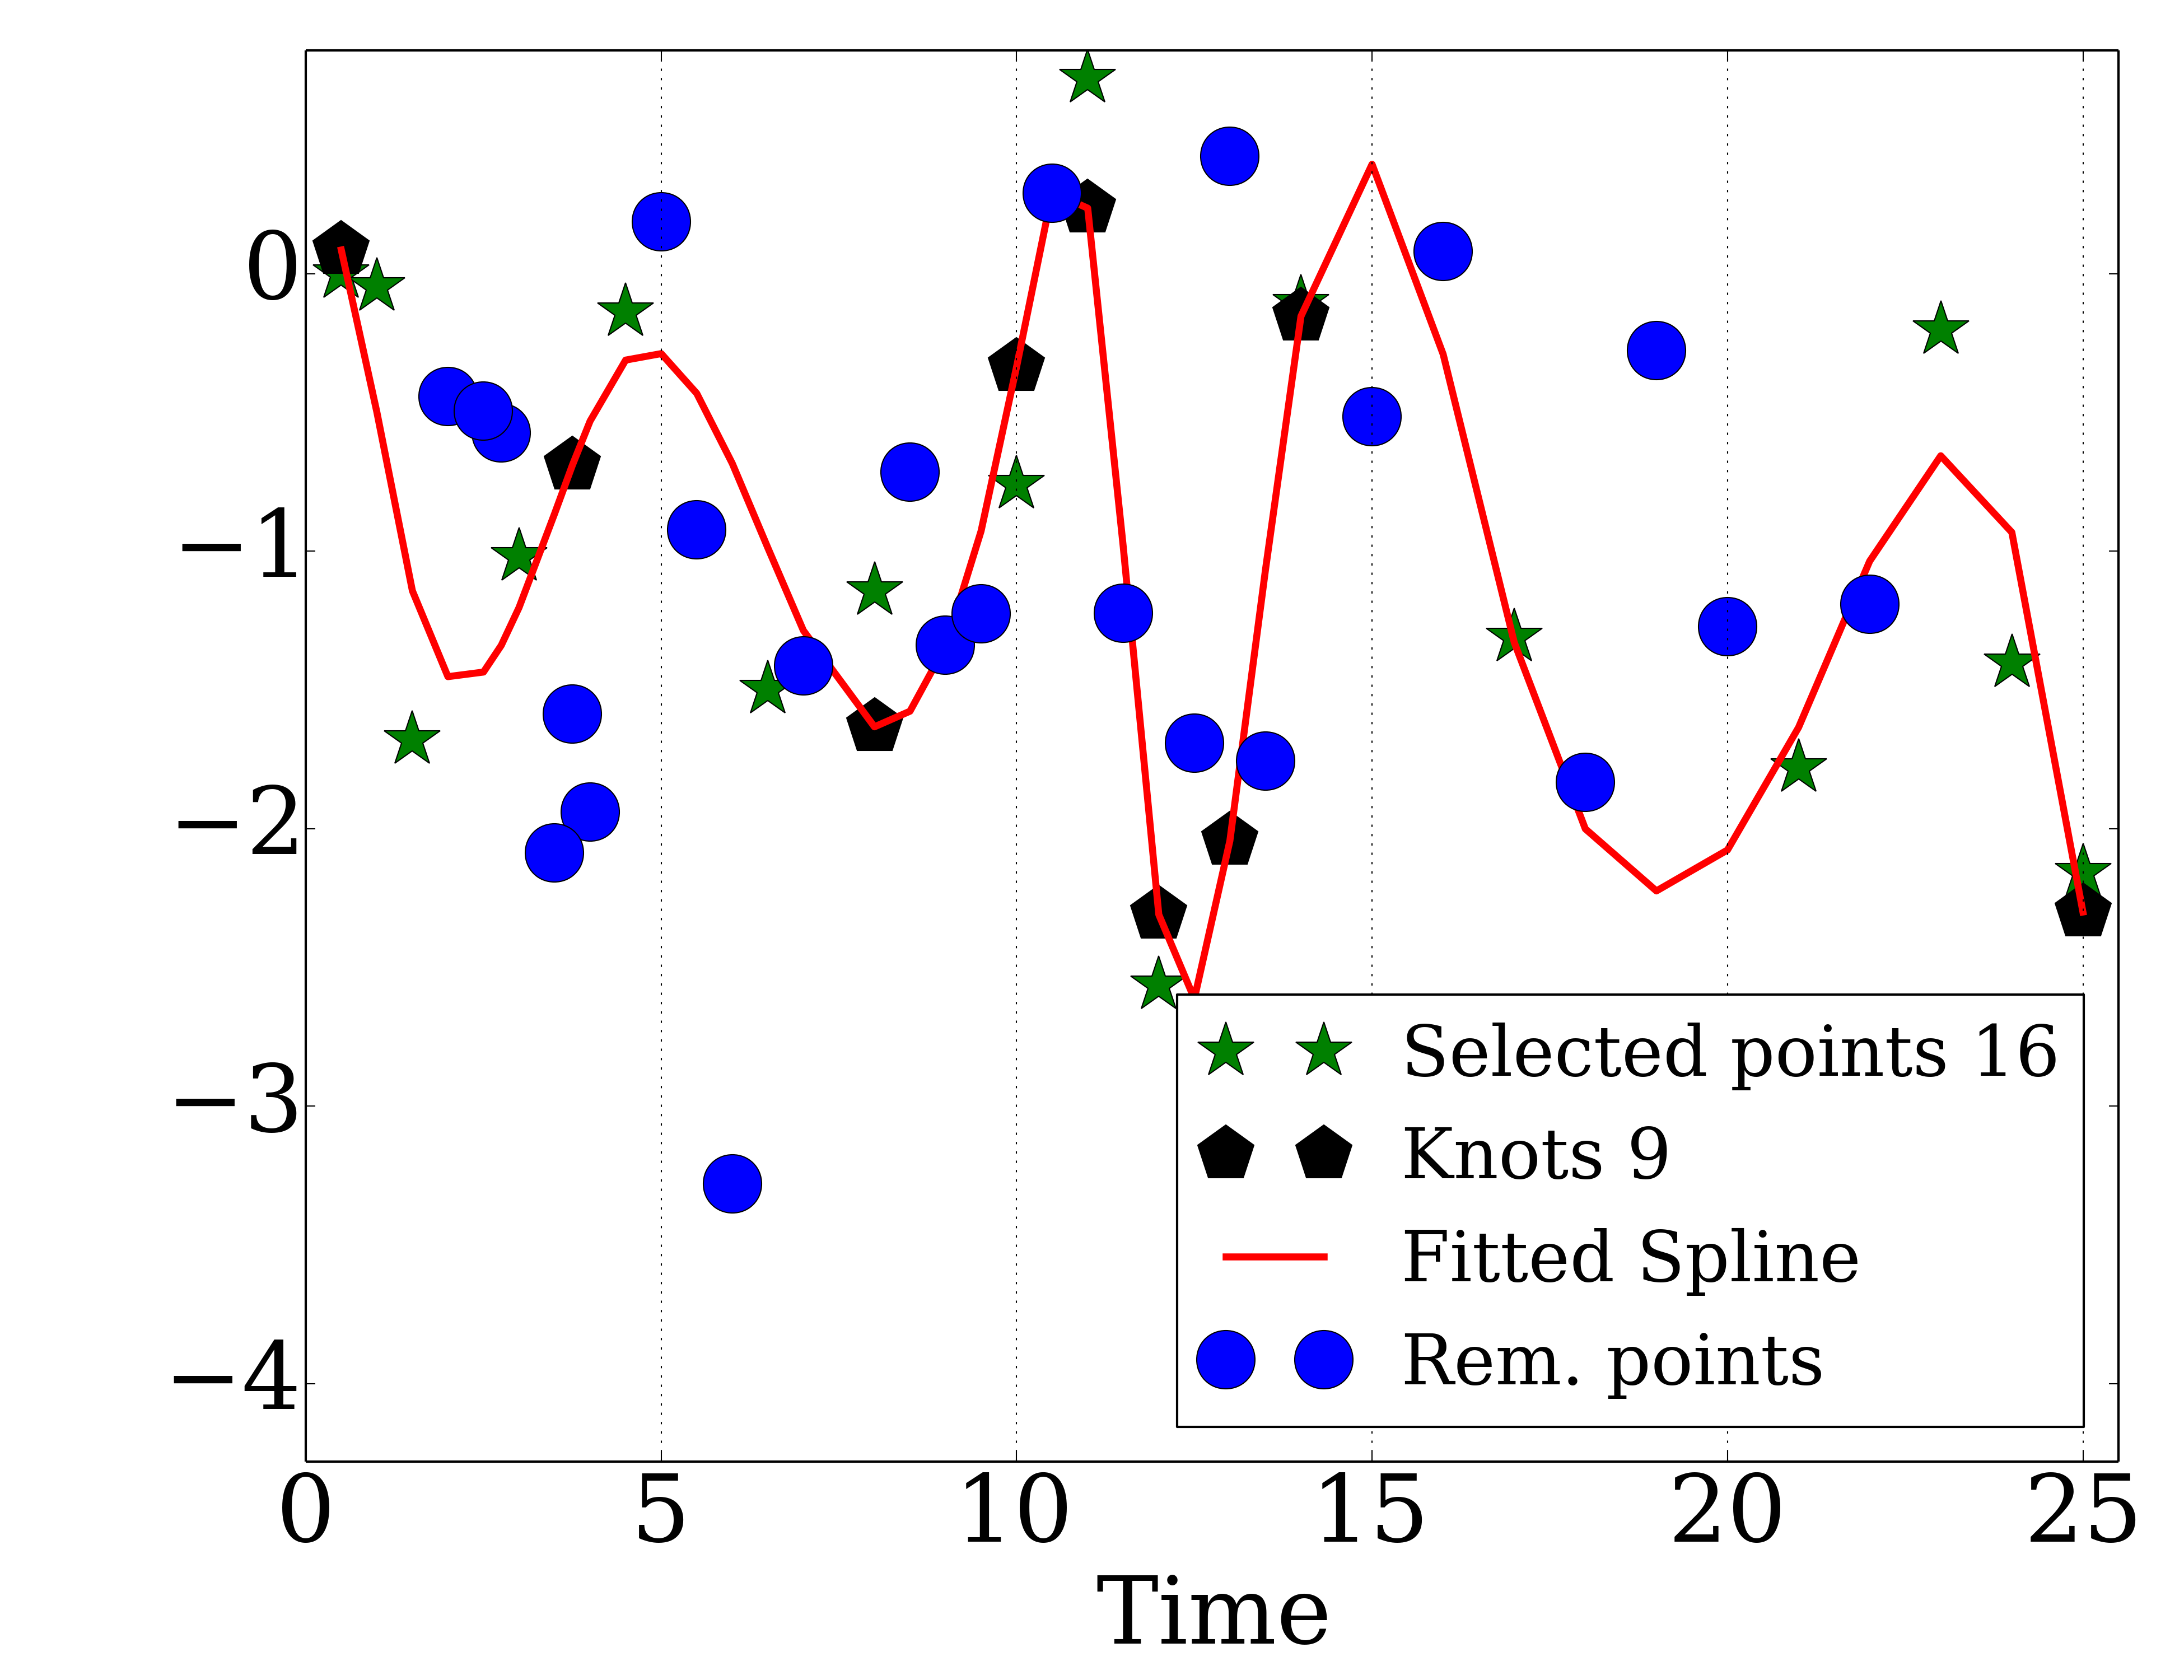 0
−1
−2
−3
−4
Selected points 16
Knots 9
Fitted Spline
Rem. points
0 5 10 15 20 25
Time